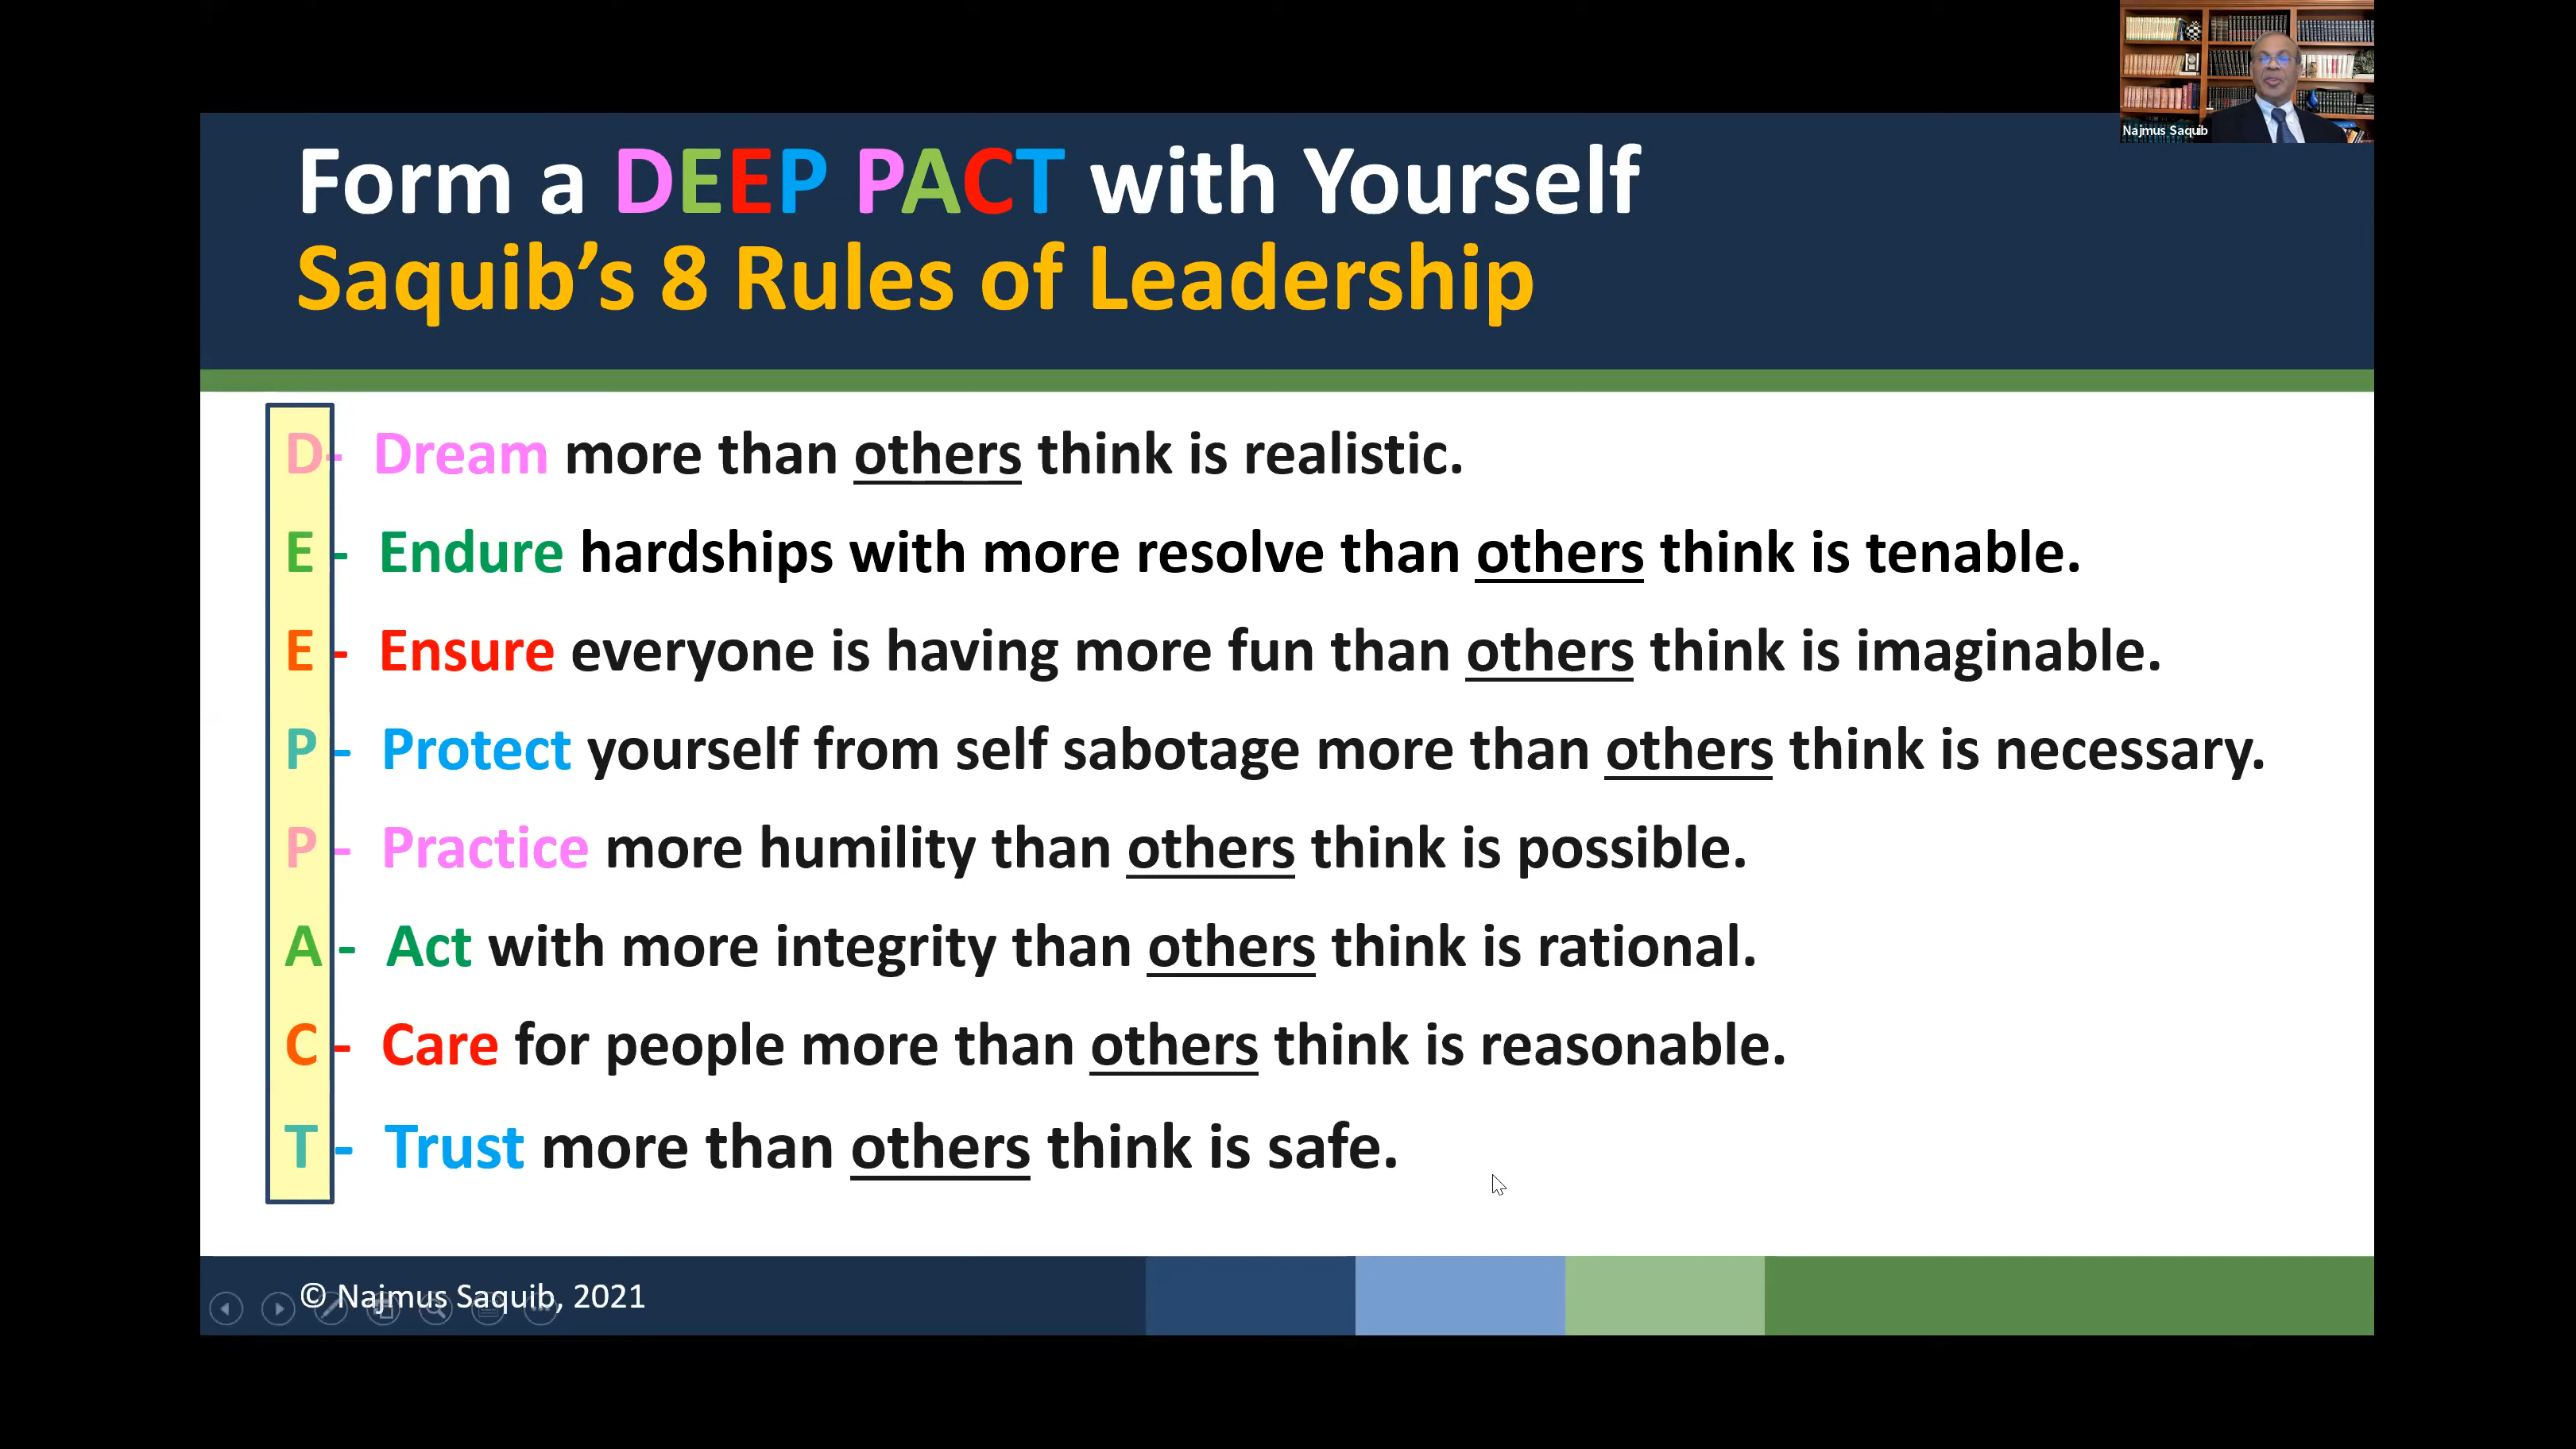 Najmus Saquib
Form a DEEP PACT with Yourself
Saquib’s 8 Rules of Leadership
D- Dream more than others think is realistic.
E - Endure hardships with more resolve than others think is tenable.
E - Ensure everyone is having more fun than others think is imaginable.
P - Protect yourself from self sabotage more than others think is necessary.
P - Practice more humility than others think is possible.
A - Act with more integrity than others think is rational.
C - Care for people more than others think is reasonable.
T - Trust more than others think is safe.
© Najmus Saquib, 2021